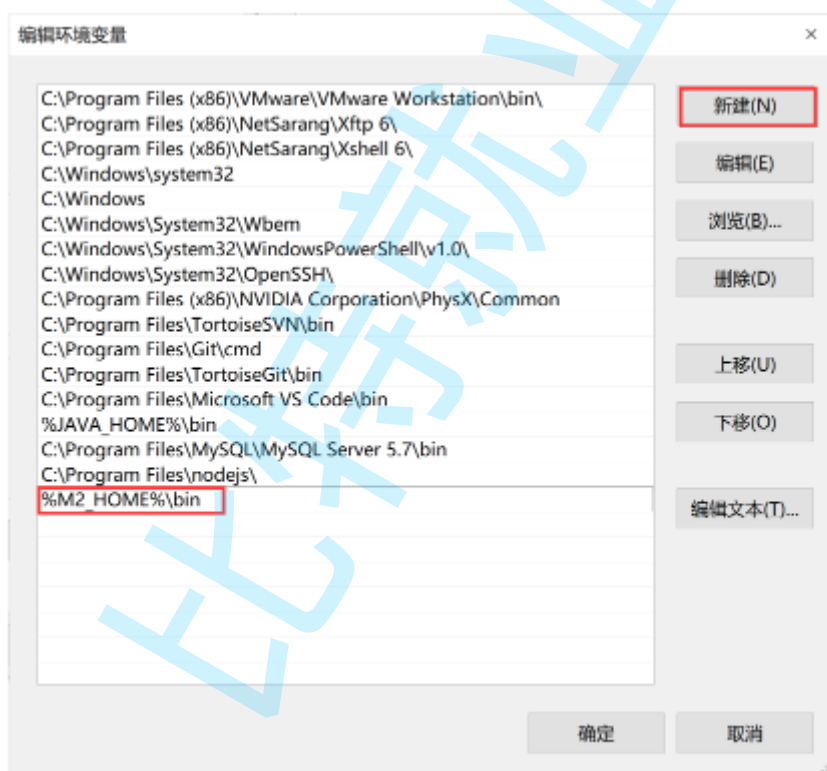 编辑环境变量
C:\Program Files (x86)\VMware\VMware Workstation\bin\
C:\Program Files (x86)\NetSarang\Xftp 6\
C:\Program Files (x86)\NetSarang\Xshell 6\
C:\Windows\system32
C:\Windows
C:\Windows\System32\Wbem
C:\Windows\System32\WindowsPowerShell\v1.0\
C:\Windows\System32\OpenSSH\
C:\Program Files (x86)\NVIDIA Corporation\PhysX\Common
C:\Program Files\TortoiseSVN\bin
C:\Program Files\Git\cmd
C:\Program Files\TortoiseGit\bin
C:\Program Files\Microsoft VS Code\bin
%JAVA_HOME%\bin
C:\Program Files\MySQL\MySQL Server 5.7\bin
C:\Program Files\nodejs\
%M2_HOME%\bin
新建(N)
编辑(E)
浏览(B)...
删除(D)
上移(U)
下移(O)
编辑文本(T)...
确定
取消
比特就业